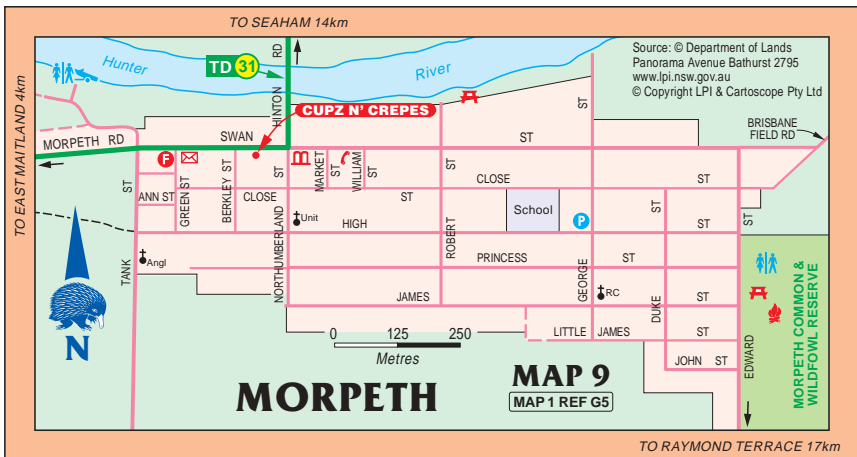 TO SEAHAM 14km
TO EAST MAITLAND 4km
Hunter
River
TD 31
HINTON
RD
Source: © Department of Lands
Panorama Avenue Bathurst 2795
www.lpi.nsw.gov.au
© Copyright LPI & Cartoscope Pty Ltd
CUPZ N' CREPES
BRISBANE
FIELD RD
MORPETH RD
SWAN
ST
ST
F
MARKET
ST
WILLIAM
ST
ST
ST
CLOSE
ST
ST
ANN ST
GREEN ST
BERKLEY ST
CLOSE
ST
School
P
ST
ST
Unit
HIGH
ST
NORTHUMBERLAND
ROBERT
Angl
TANK
PRINCESS
ST
GEORGE
RC
DUKE
JAMES
ST
LITTLE JAMES
ST
JOHN ST
EDWARD
MORPETH COMMON &
WILDFOWL RESERVE
N
0 125 250
Metres
MORPETH
MAP 9
MAP 1 REF G5
TO RAYMOND TERRACE 17km